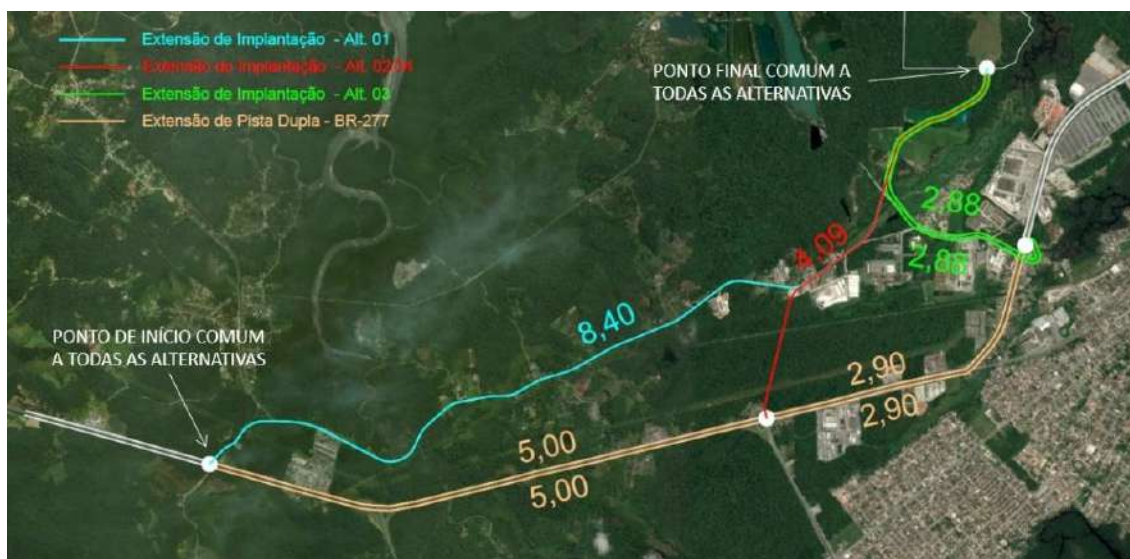 Extensão de Implantação - Alt. 01
Extensão de Implantação - Alt. 02/04
Extensão de Implantação - Alt. 03
Extensão de Pista Dupla - BR-277
PONTO FINAL COMUM A
TODAS AS ALTERNATIVAS
2,88
2,88
4,09
8,40
PONTO DE INÍCIO COMUM
A TODAS AS ALTERNATIVAS
2,90
2,90
5,00
5,00